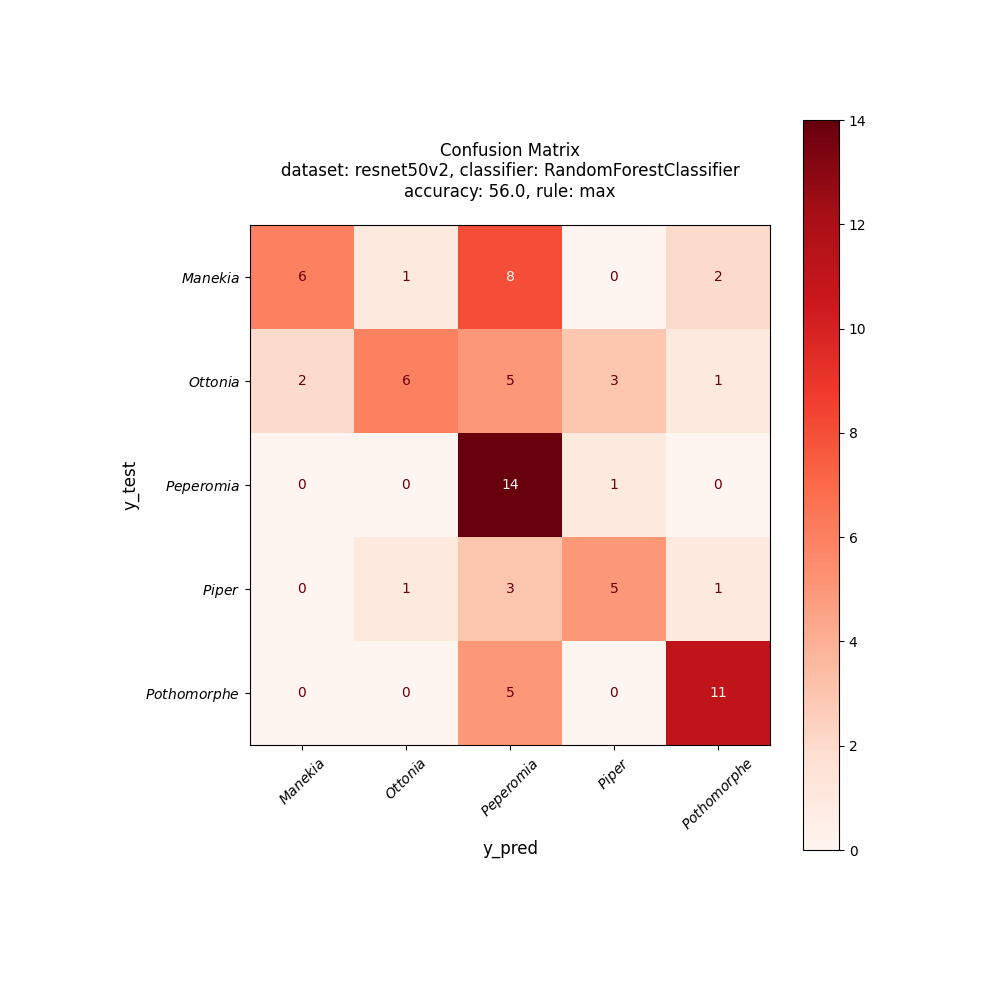 Confusion Matrix
dataset: resnet50v2, classifier: RandomForestClassifier
accuracy: 56.0, rule: max
y_test
Manekia 6 1 8 0 2
Ottonia 2 6 5 3 1
Peperomia 0 0 14 1 0
Piper 0 1 3 5 1
Pothomorphe 0 0 5 0 11
Manekia Ottonia Peperomia Piper Pothomorphe
y_pred
14
12
10
8
6
4
2
0